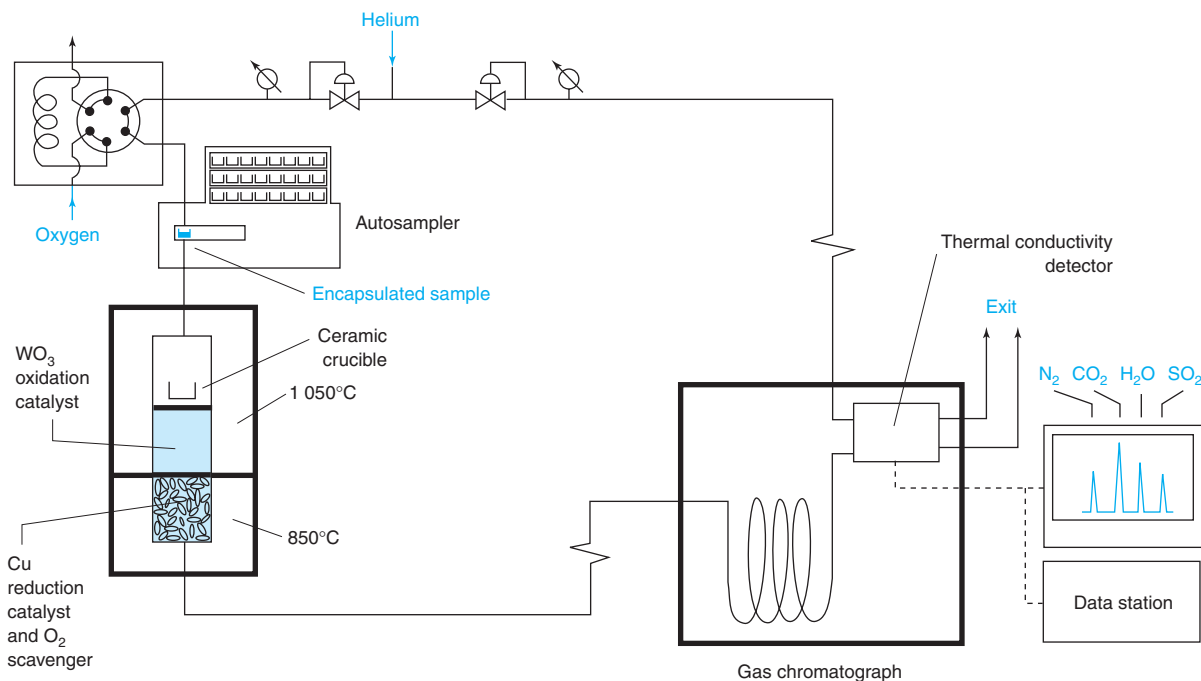 Helium
Oxygen
Autosampler
Encapsulated sample
Thermal conductivity
detector
Exit
Ceramic
crucible
WO₃
oxidation
catalyst
1 050°C
N₂ CO₂ H₂O SO₂
850°C
Cu
reduction
catalyst
and O₂
scavenger
Data station
Gas chromatograph